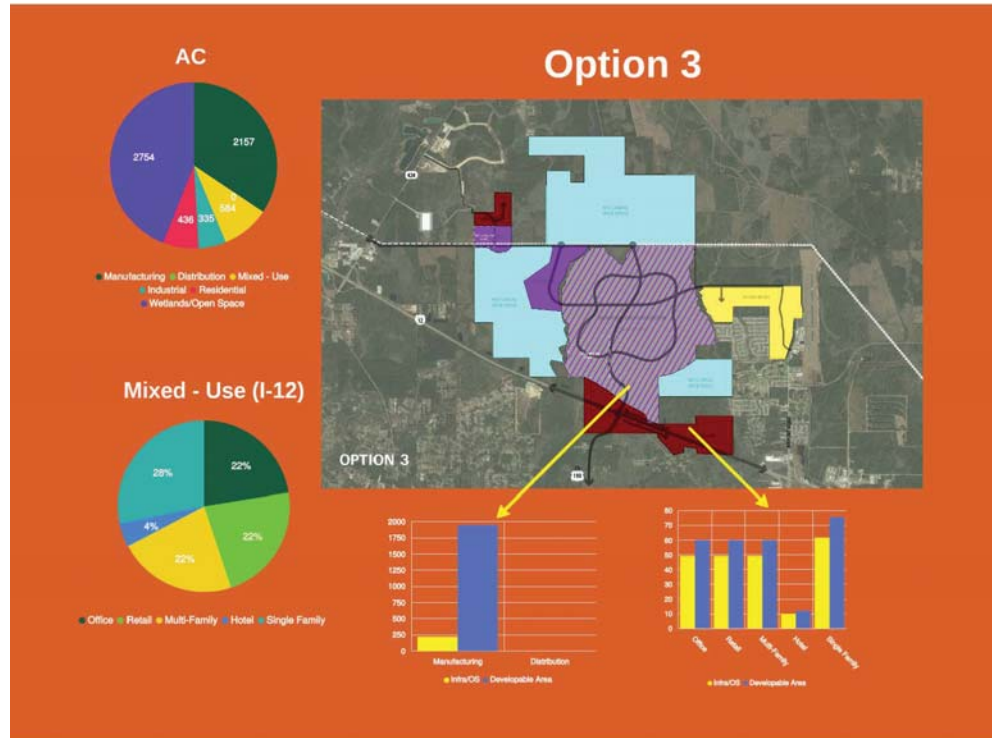 AC
Option 3
2157
0
584
335
436
2754
Manufacturing Distribution Mixed - Use
Industrial Residential
Wetlands/Open Space
12
190
OPTION 3
Mixed - Use (I-12)
22%
22%
22%
4%
28%
Office Retail Multi-Family Hotel Single Family
2000
1750
1500
1250
1000
750
500
250
0
Manufacturing Distribution
Infra/OS Developable Area
80
70
60
50
40
30
20
10
0
Office
Retail
Multi-Family
Hotel
Single Family
Infra/OS Developable Area